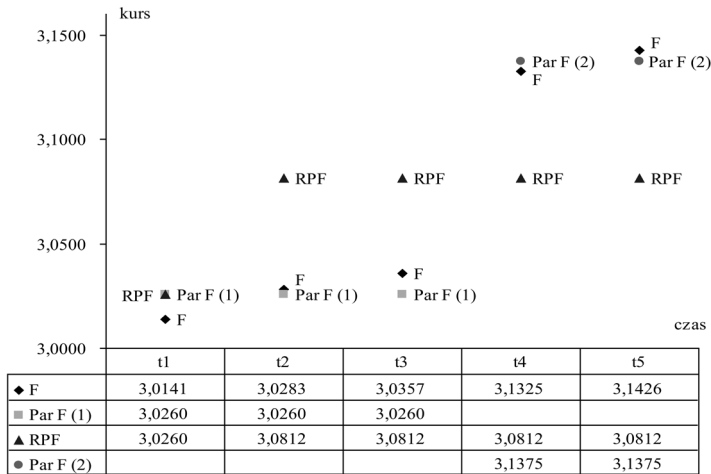 kurs
3,1500
F
Par F (2)
Par F (2)
F
3,1000
RPF
RPF
RPF
RPF
3,0500
F
F
RPF
Par F (1)
Par F (1)
Par F (1)
F
czas
3,0000
t1 t2 t3 t4 t5
F 3,0141 3,0283 3,0357 3,1325 3,1426
Par F (1) 3,0260 3,0260 3,0260
RPF 3,0260 3,0812 3,0812 3,0812 3,0812
Par F (2) 3,1375 3,1375